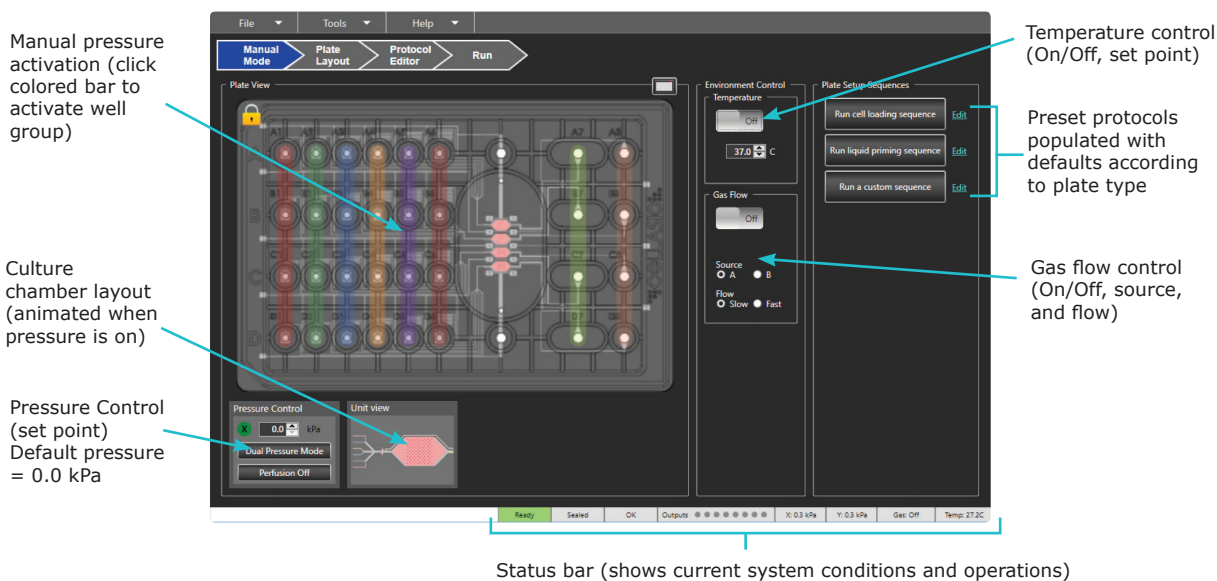 File
Tools
Help
Manual
Mode
Plate
Layout
Protocol
Editor
Run
Manual pressure
activation (click
colored bar to
activate well
group)
Culture
chamber layout
(animated when
pressure is on)
Pressure Control
(set point)
Default pressure
= 0.0 kPa
Plate View
A1
A7
A8
B
C
D
Pressure Control
X
0.0
kPa
Dual Pressure Mode
Perfusion Off
Unit view
Environment Control
Temperature
Off
37.0
C
Gas Flow
Off
Source
A B
Flow
Slow Fast
Plate Setup Sequences
Run cell loading sequence Edit
Run liquid priming sequence Edit
Run a custom sequence Edit
Temperature control
(On/Off, set point)
Preset protocols
populated with
defaults according
to plate type
Gas flow control
(On/Off, source,
and flow)
Ready Sealed OK Outputs X: 0.3 kPa Y: 0.3 kPa Gas: Off Temp: 27.2C
Status bar (shows current system conditions and operations)